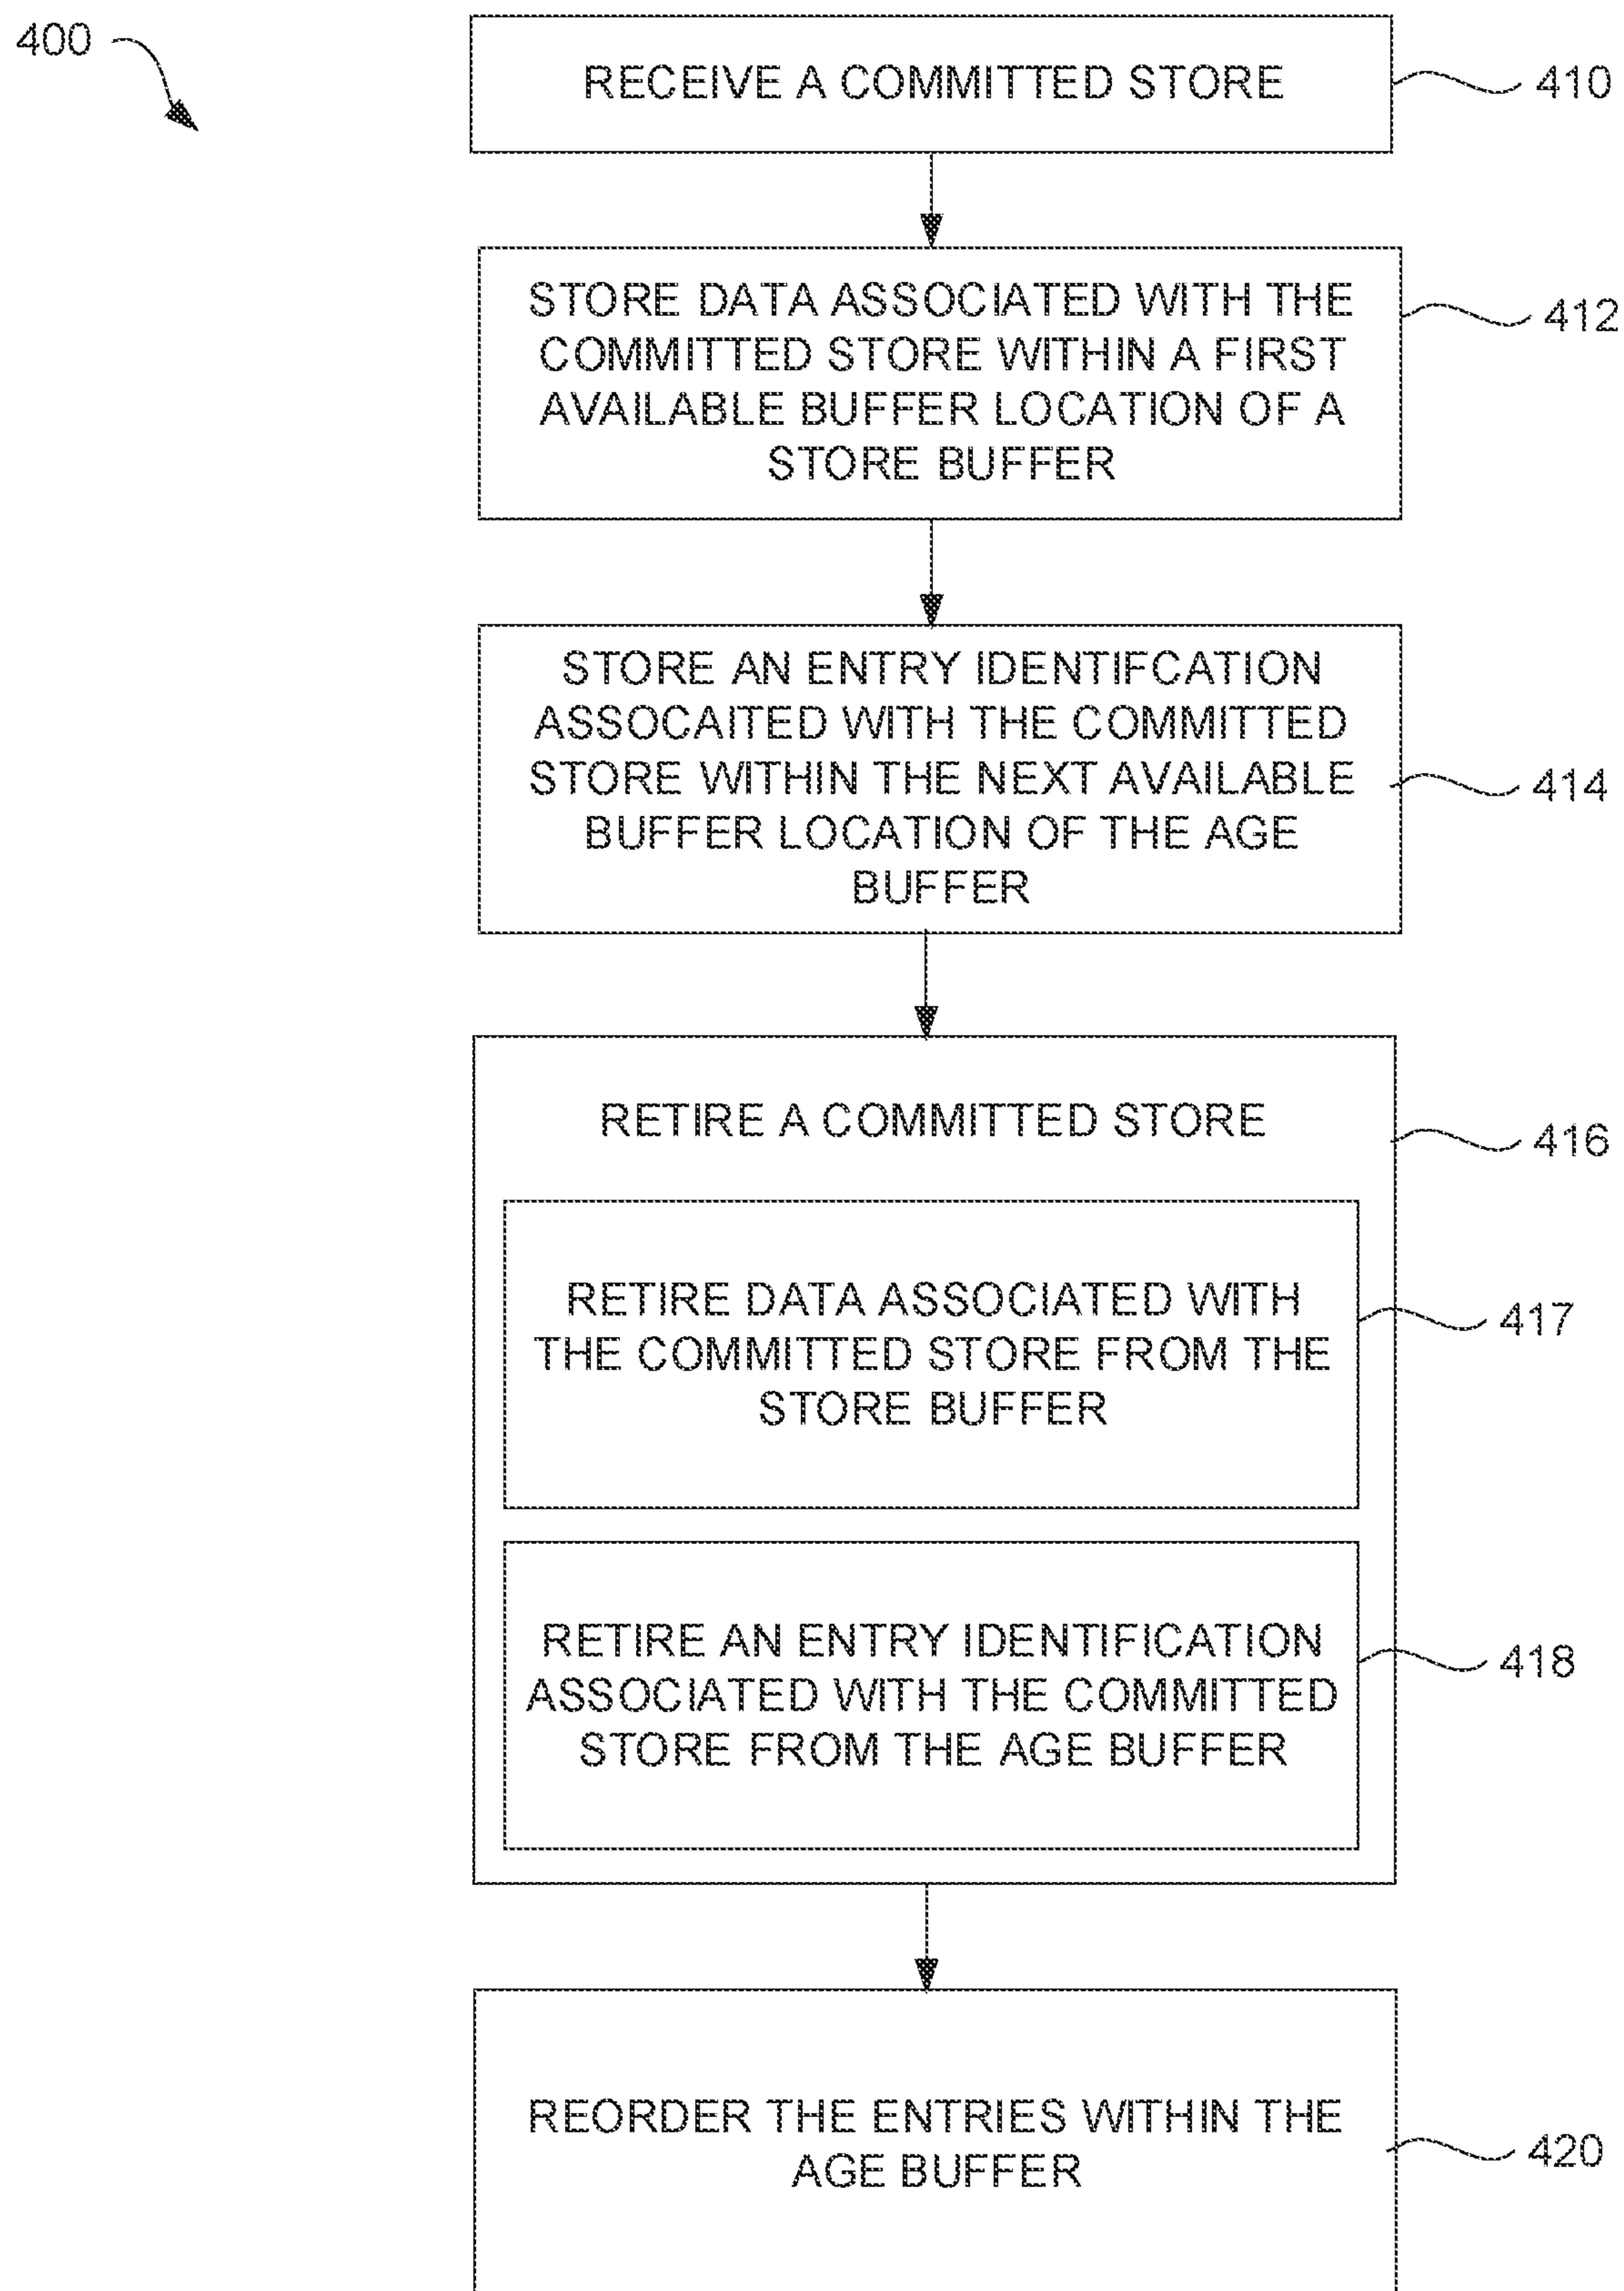 400
RECEIVE A COMMITTED STORE
410
STORE DATA ASSOCIATED WITH THE
COMMITTED STORE WITHIN A FIRST
AVAILABLE BUFFER LOCATION OF A
STORE BUFFER
412
STORE AN ENTRY IDENTIFCATION
ASSOCAITED WITH THE COMMITTED
STORE WITHIN THE NEXT AVAILABLE
BUFFER LOCATION OF THE AGE
BUFFER
414
RETIRE A COMMITTED STORE
416
RETIRE DATA ASSOCIATED WITH
THE COMMITTED STORE FROM THE
STORE BUFFER
417
RETIRE AN ENTRY IDENTIFICATION
ASSOCIATED WITH THE COMMITTED
STORE FROM THE AGE BUFFER
418
REORDER THE ENTRIES WITHIN THE
AGE BUFFER
420